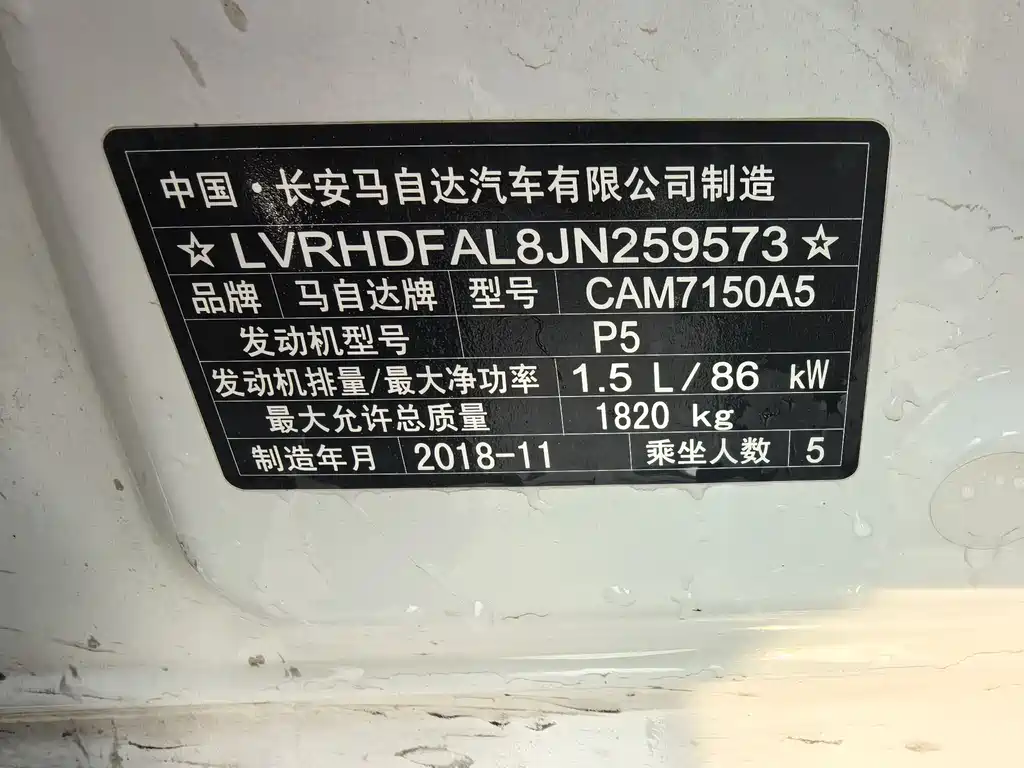 中国·长安马自达汽车有限公司制造
☆LVRHDFAL8JN259573☆
品牌 马自达牌 型号 CAM7150A5
发动机型号 P5
发动机排量/最大净功率 1.5 L/86 kW
最大允许总质量 1820 kg
制造年月 2018-11 乘坐人数 5